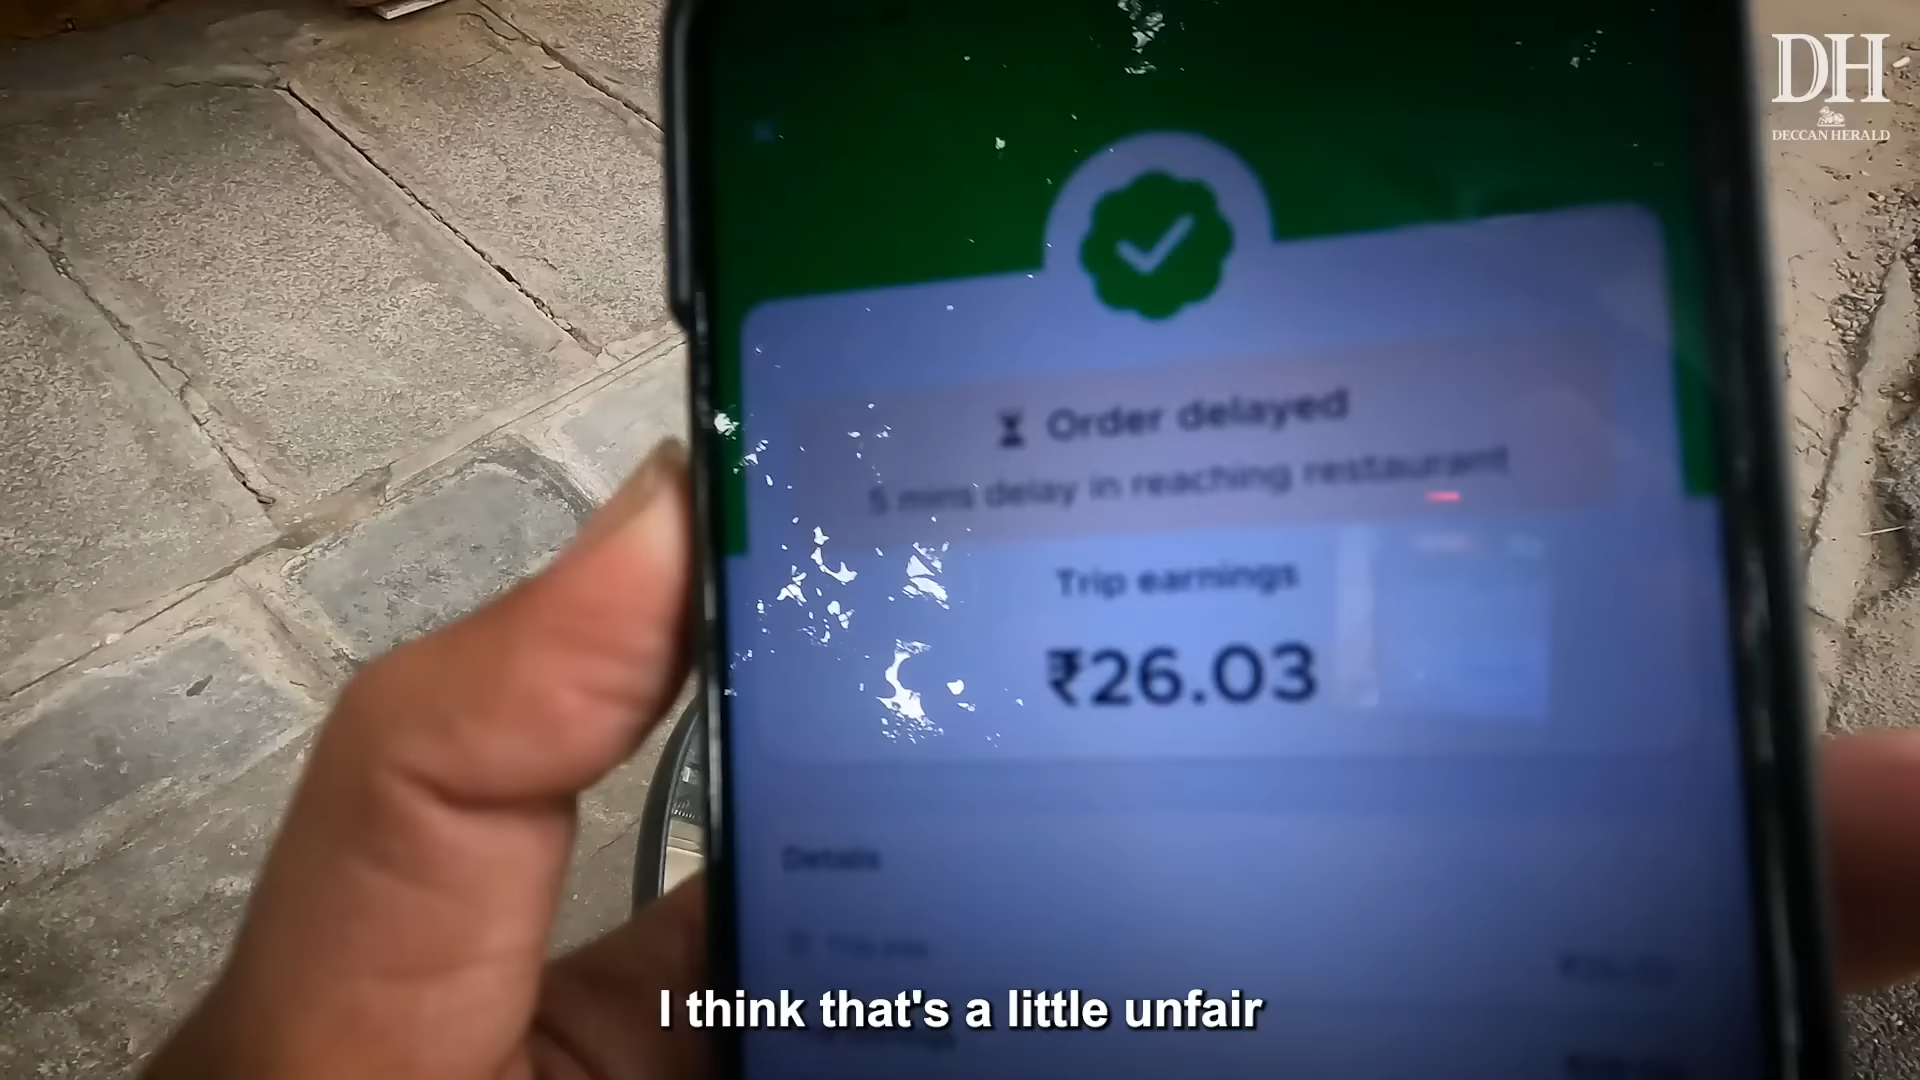 DH
DECCAN HERALD
Order delayed
5 mins delay in reaching restaurant
Trip earnings
₹26.03
Details
I think that's a little unfair